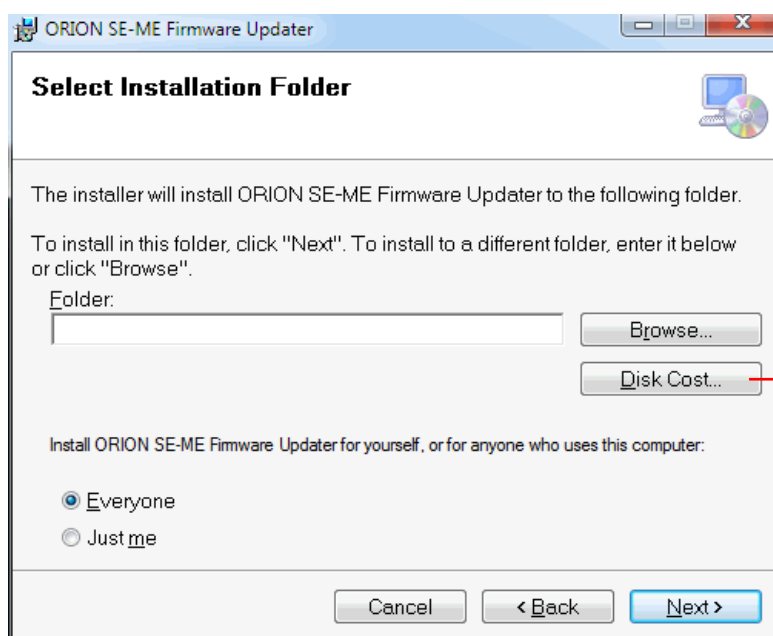 ORION SE-ME Firmware Updater
Select Installation Folder
The installer will install ORION SE-ME Firmware Updater to the following folder.
To install in this folder, click "Next". To install to a different folder, enter it below
or click "Browse".
Folder:
Browse...
Disk Cost...
Install ORION SE-ME Firmware Updater for yourself, or for anyone who uses this computer:
Everyone
Just me
Cancel
< Back
Next >